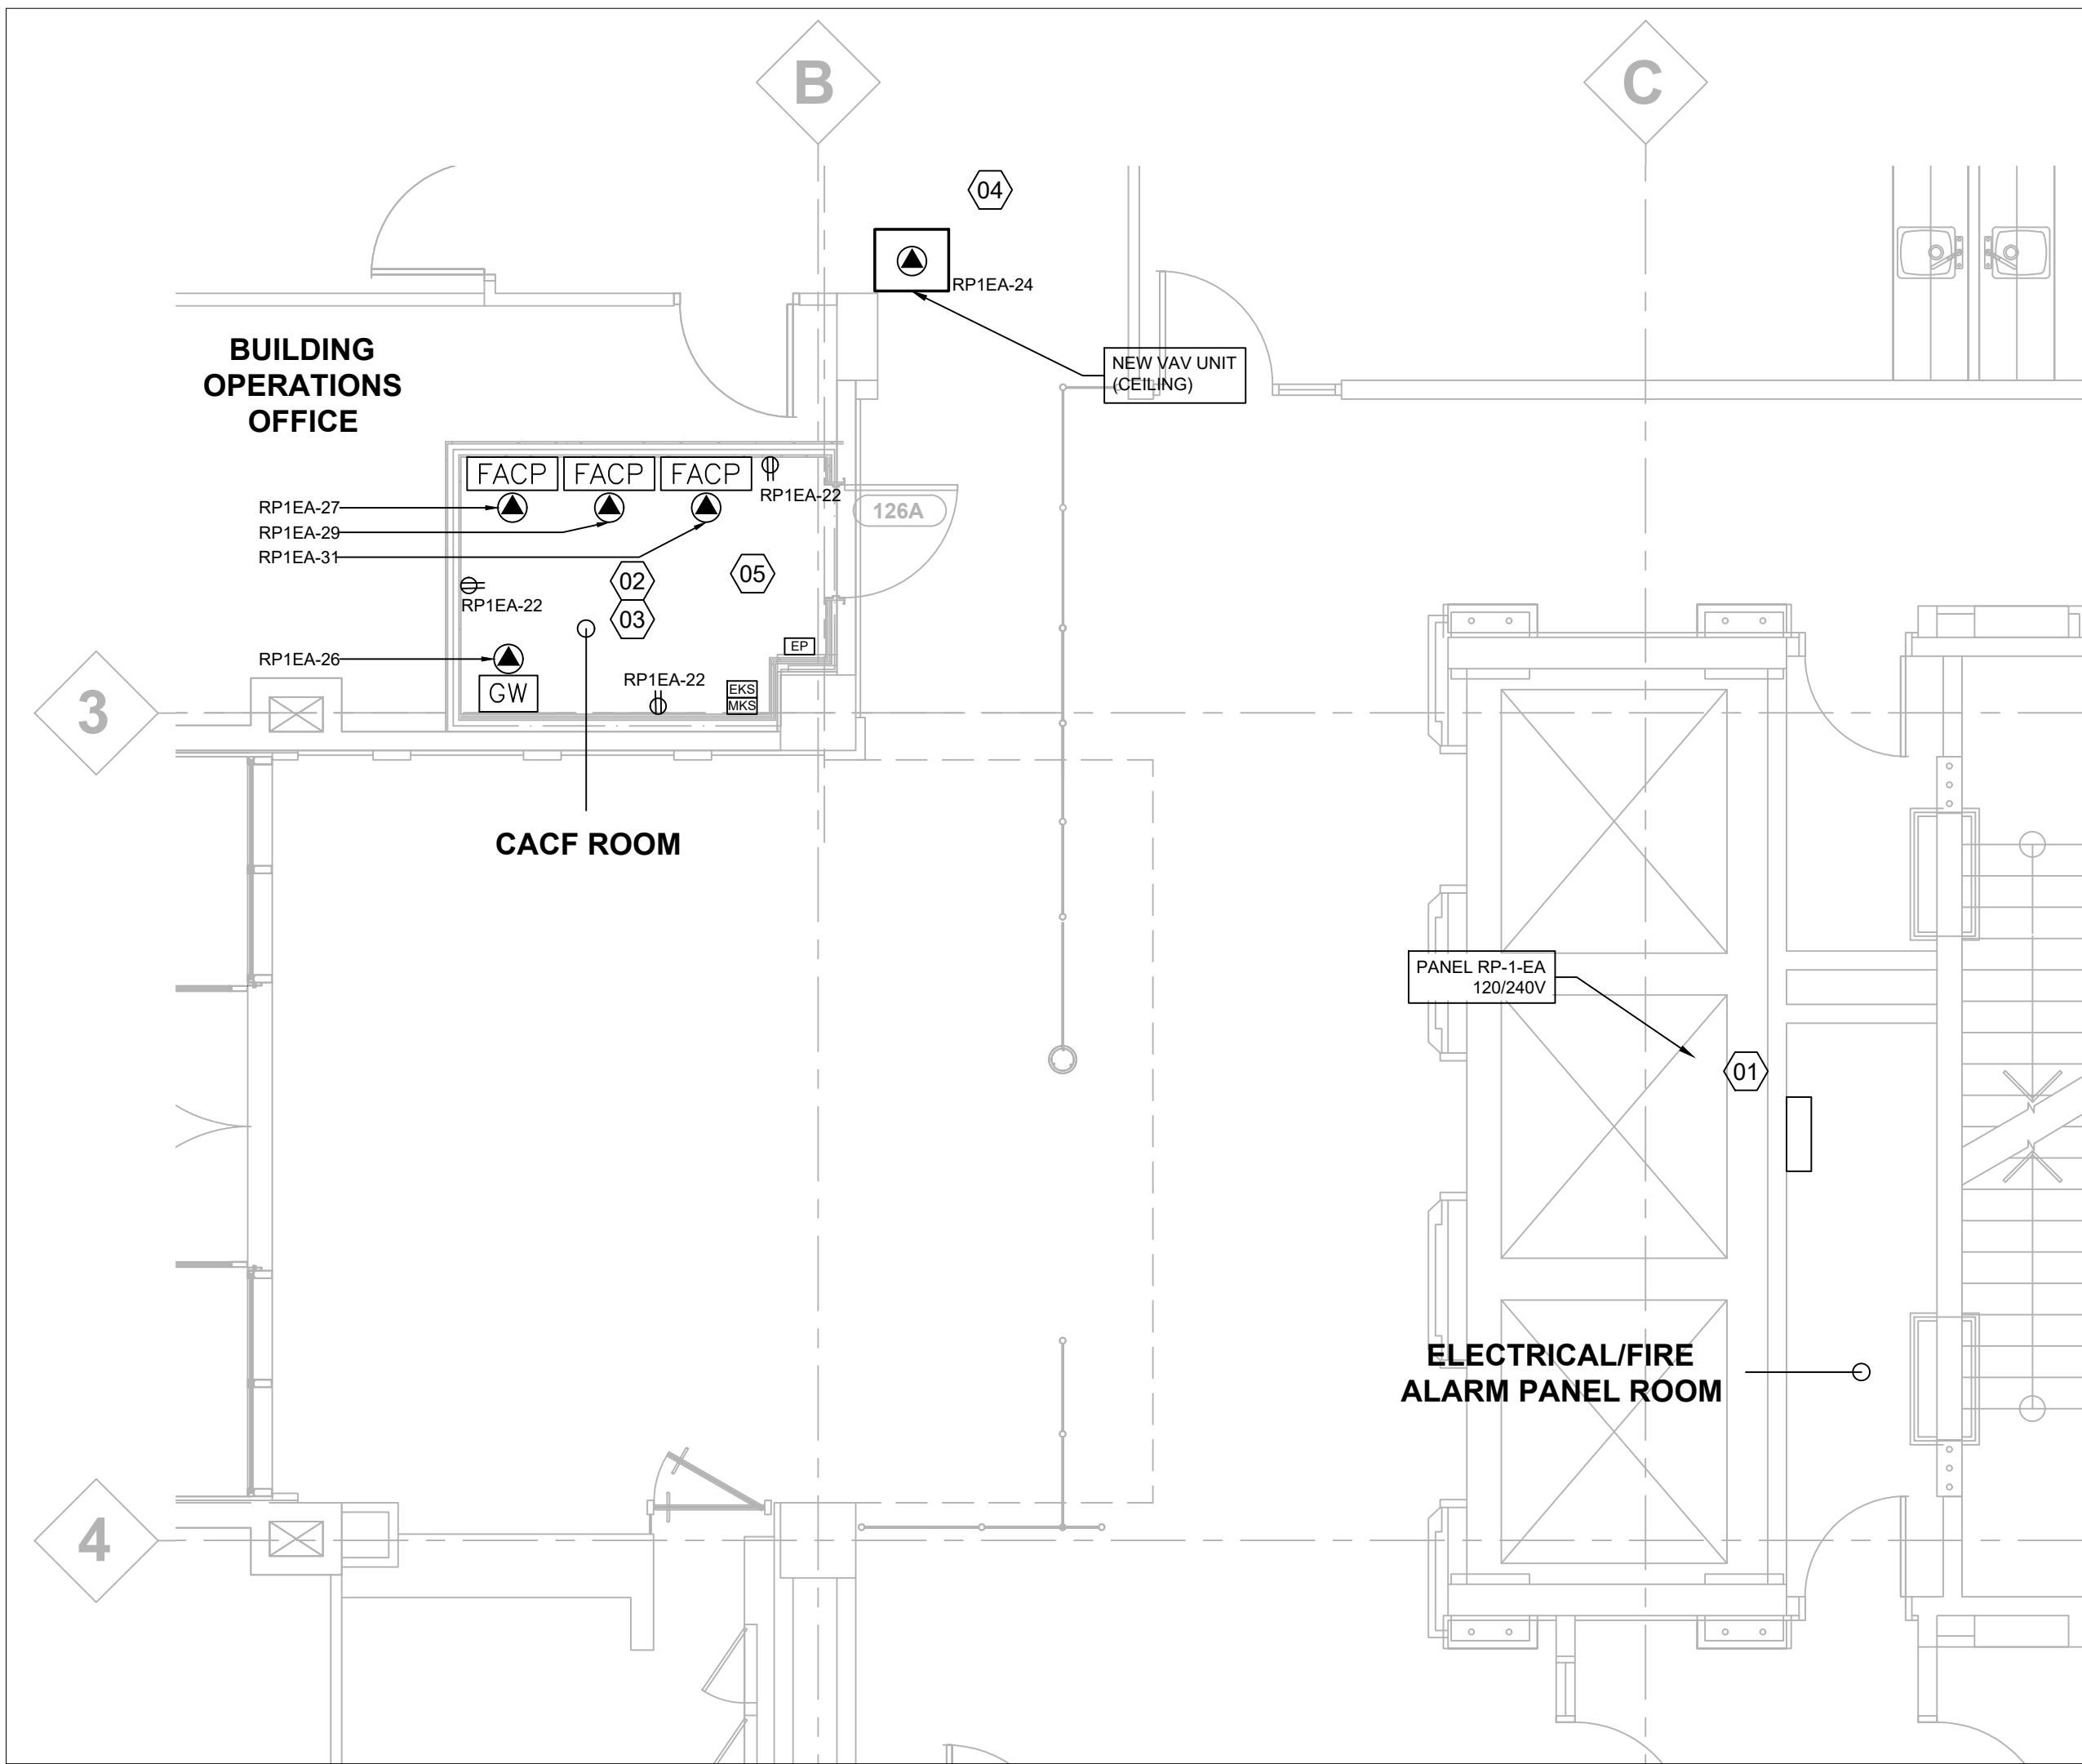 B
C
04
RP1EA-24
BUILDING
OPERATIONS
OFFICE
NEW VAV UNIT
(CEILING)
FACP
FACP
FACP
RP1EA-22
RP1EA-27
RP1EA-29
RP1EA-31
126A
02
05
03
RP1EA-22
EP
RP1EA-26
RP1EA-22
GW
EKS
MKS
3
CACF ROOM
PANEL RP-1-EA
120/240V
01
ELECTRICAL/FIRE
ALARM PANEL ROOM
4